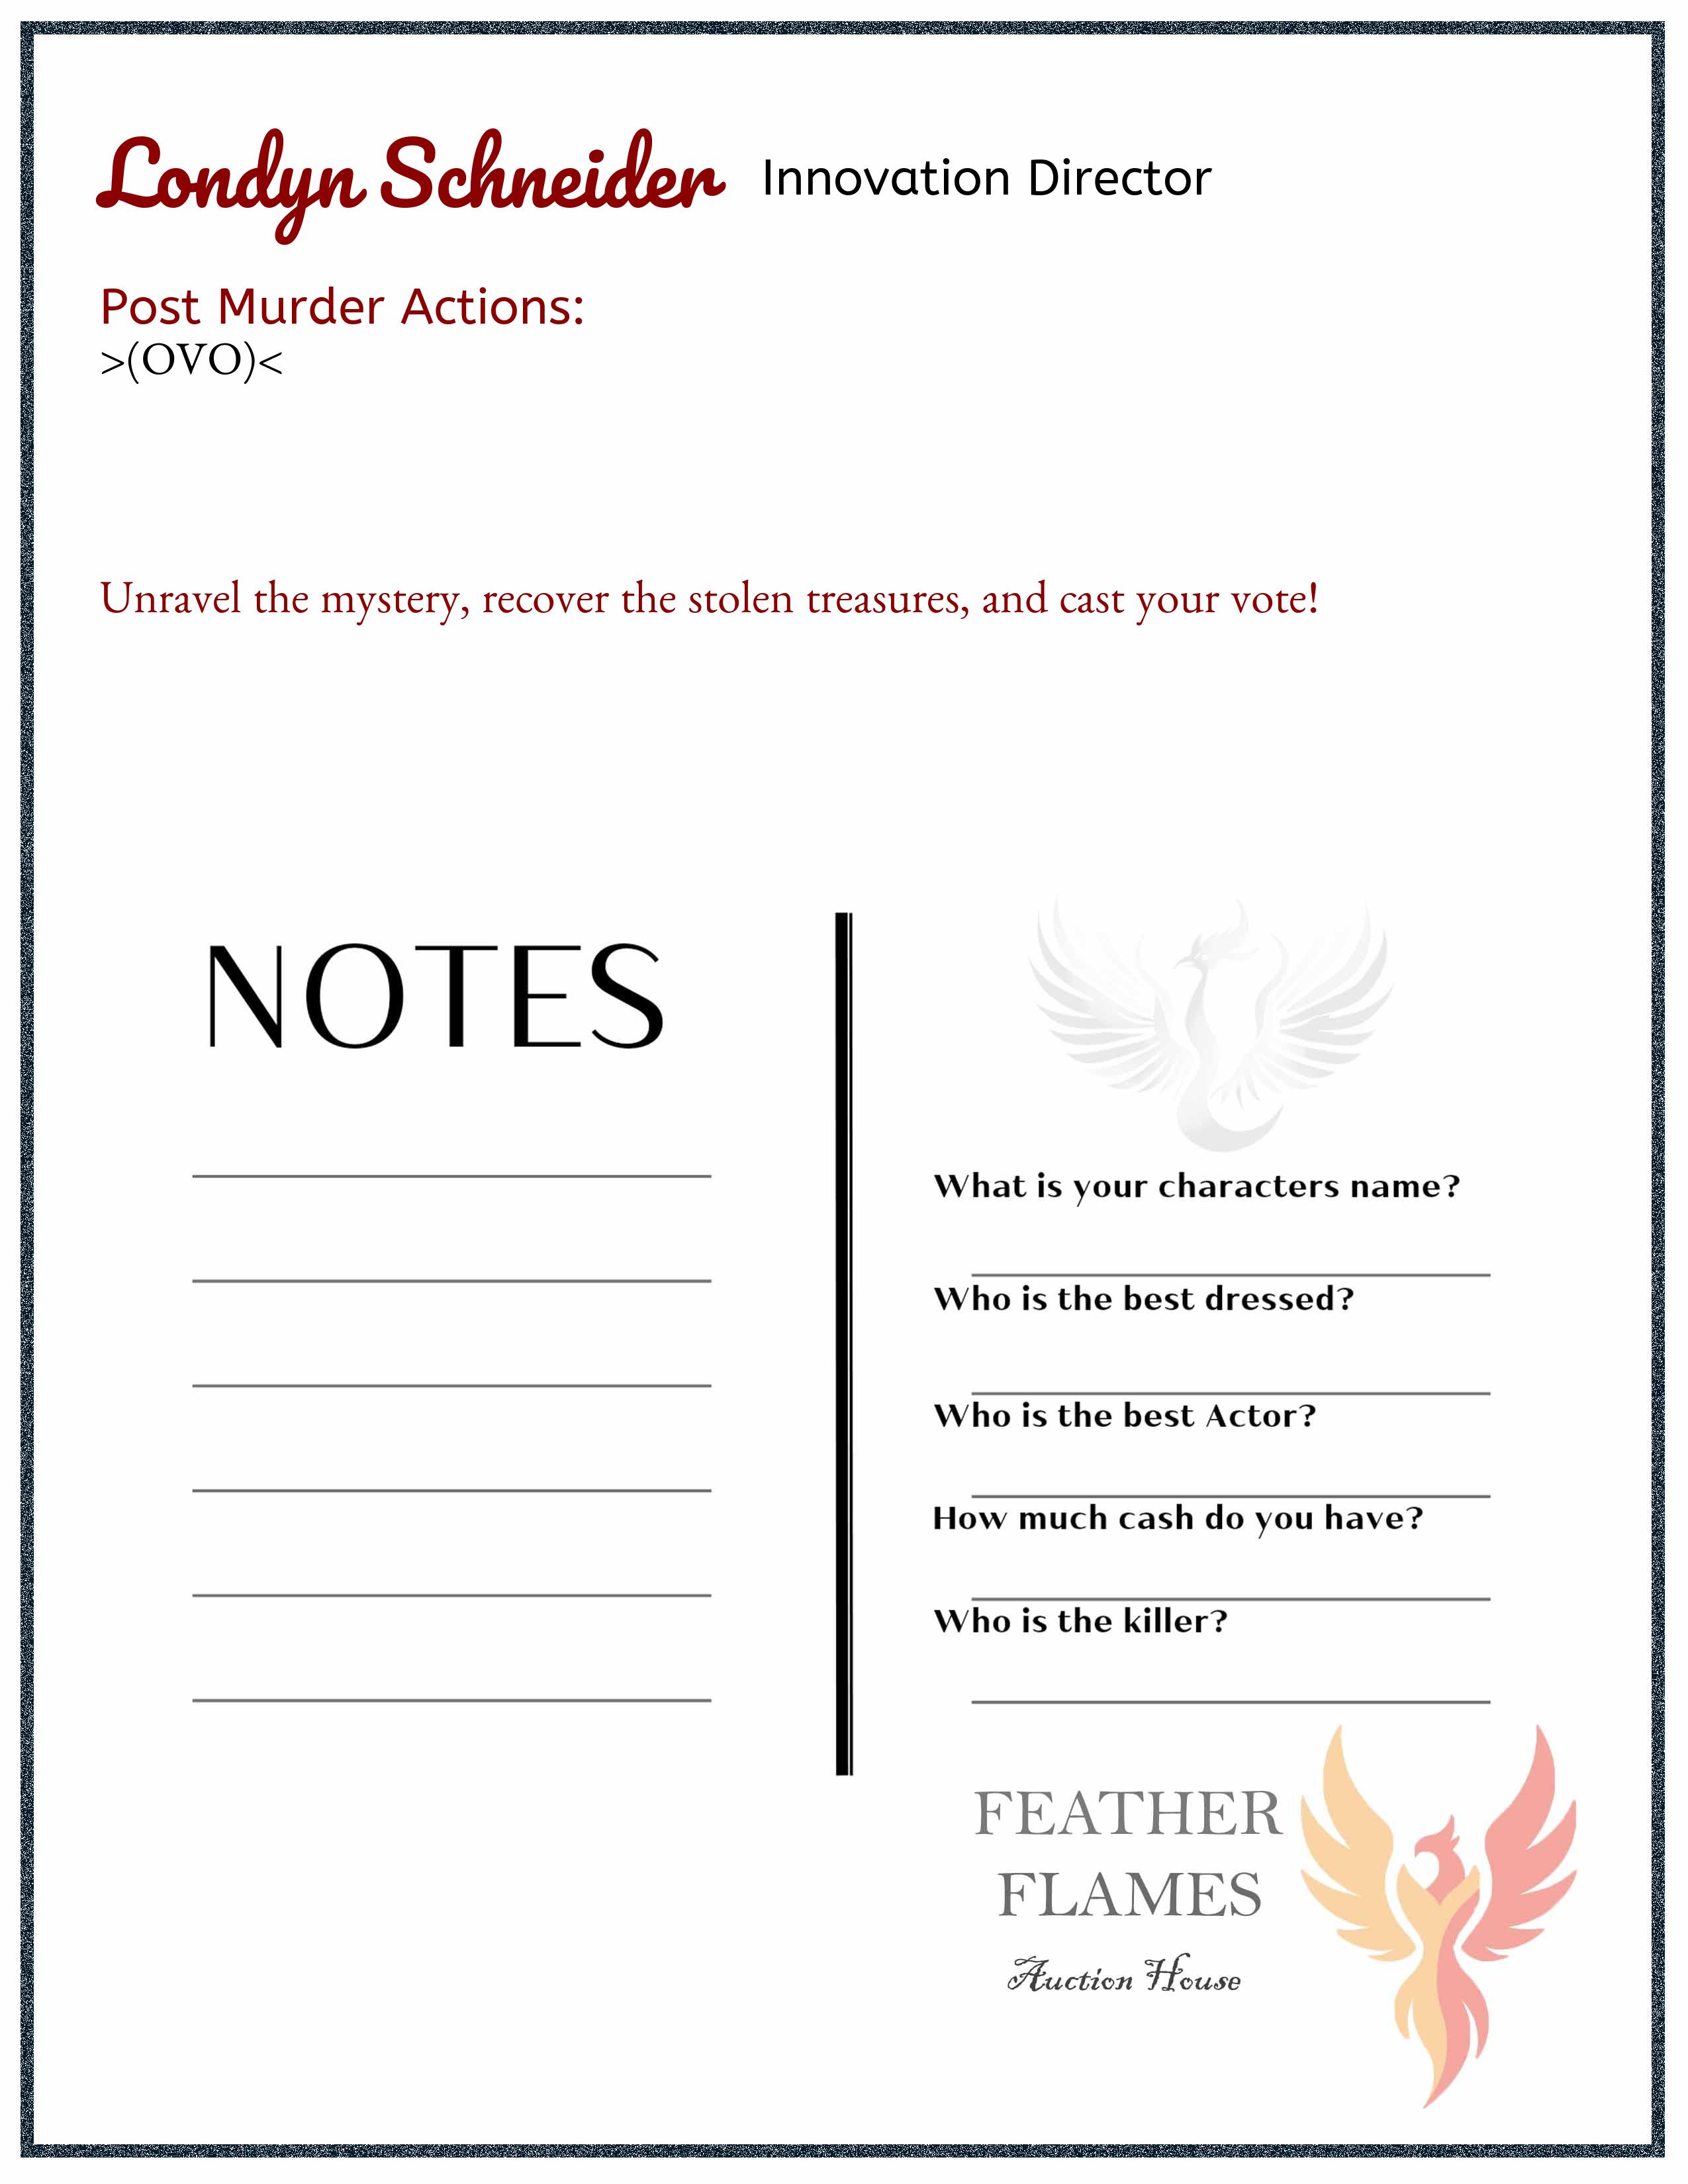 Londyn Schneider Innovation Director
Post Murder Actions:
>(OVO)<
Unravel the mystery, recover the stolen treasures, and cast your vote!
NOTES
What is your characters name?
Who is the best dressed?
Who is the best Actor?
How much cash do you have?
Who is the killer?
FEATHER
FLAMES
Auction House